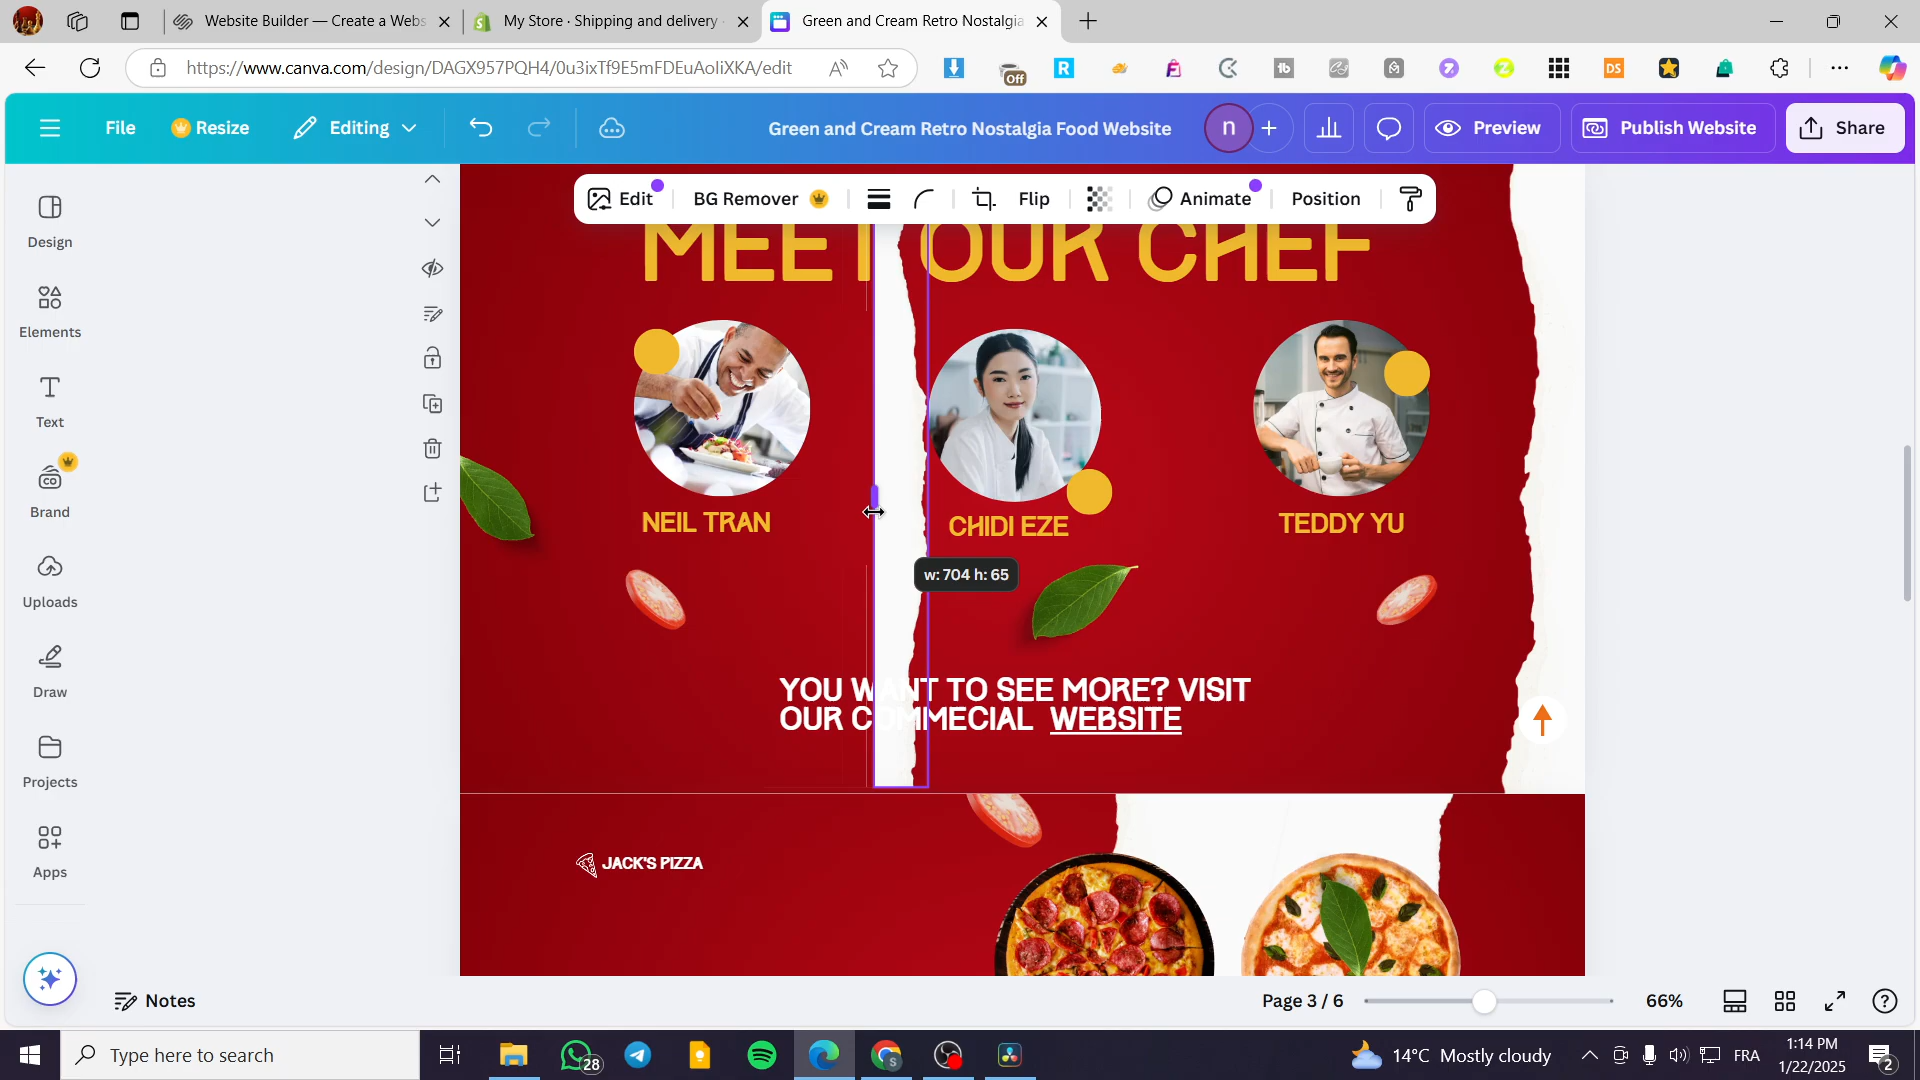 Website Builder — Create a Webs
My Store · Shipping and delivery
Green and Cream Retro Nostalgia
https://www.canva.com/design/DAGX957PQH4/0u3ixTf9E5mFDEuAoliXKA/edit
Off
File
Resize
Editing
Green and Cream Retro Nostalgia Food Website
n
Preview
Publish Website
Share
Edit
BG Remover
Flip
Animate
Position
Design
Elements
Text
Brand
Uploads
Draw
Projects
Apps
MEET OUR CHEF
NEIL TRAN
CHIDI EZE
TEDDY YU
w: 704 h: 65
YOU WANT TO SEE MORE? VISIT
OUR COMMECIAL WEBSITE
JACK'S PIZZA
Notes
Page 3 / 6
66%
Type here to search
28
14°C Mostly cloudy
FRA
1:14 PM
1/22/2025
2